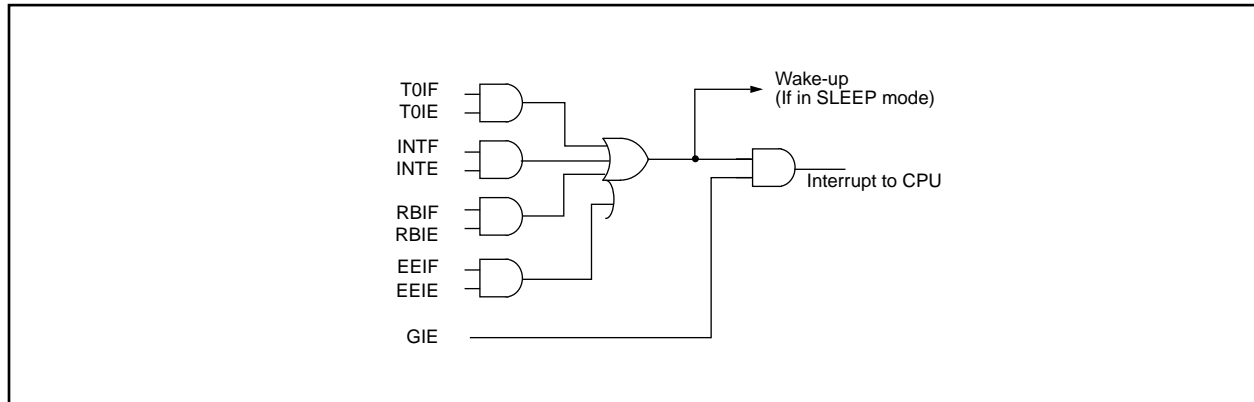 T0IF
T0IE
INTF
INTE
RBIF
RBIE
EEIF
EEIE
GIE
Wake-up
(If in SLEEP mode)
Interrupt to CPU